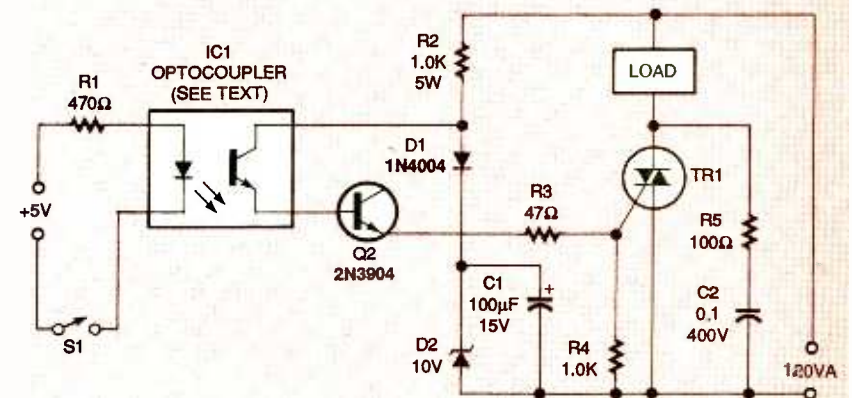 IC1
OPTOCOUPLER
(SEE TEXT)
R1
470Ω
+5V
S1
Q2
2N3904
R2
1.0K
5W
D1
1N4004
R3
47Ω
C1
100µF
15V
+
D2
10V
R4
1.0K
LOAD
TR1
R5
100Ω
C2
0.1
400V
120VA